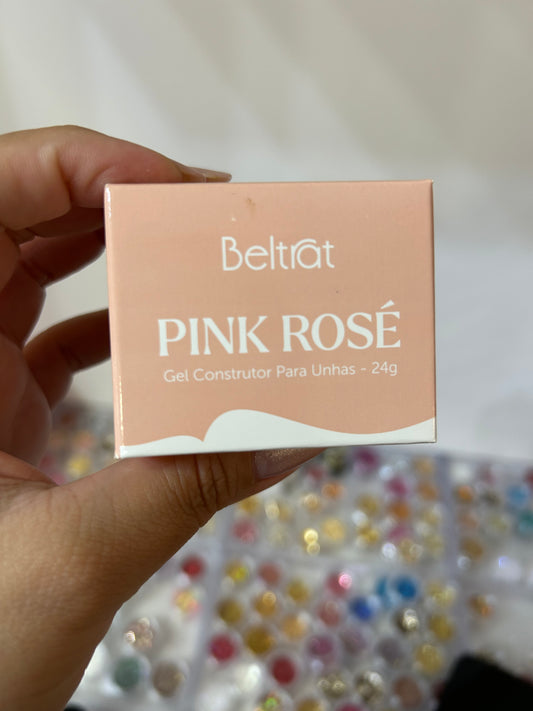 Beltrat
PINK ROSÉ
Gel Construtor Para Unhas - 24g